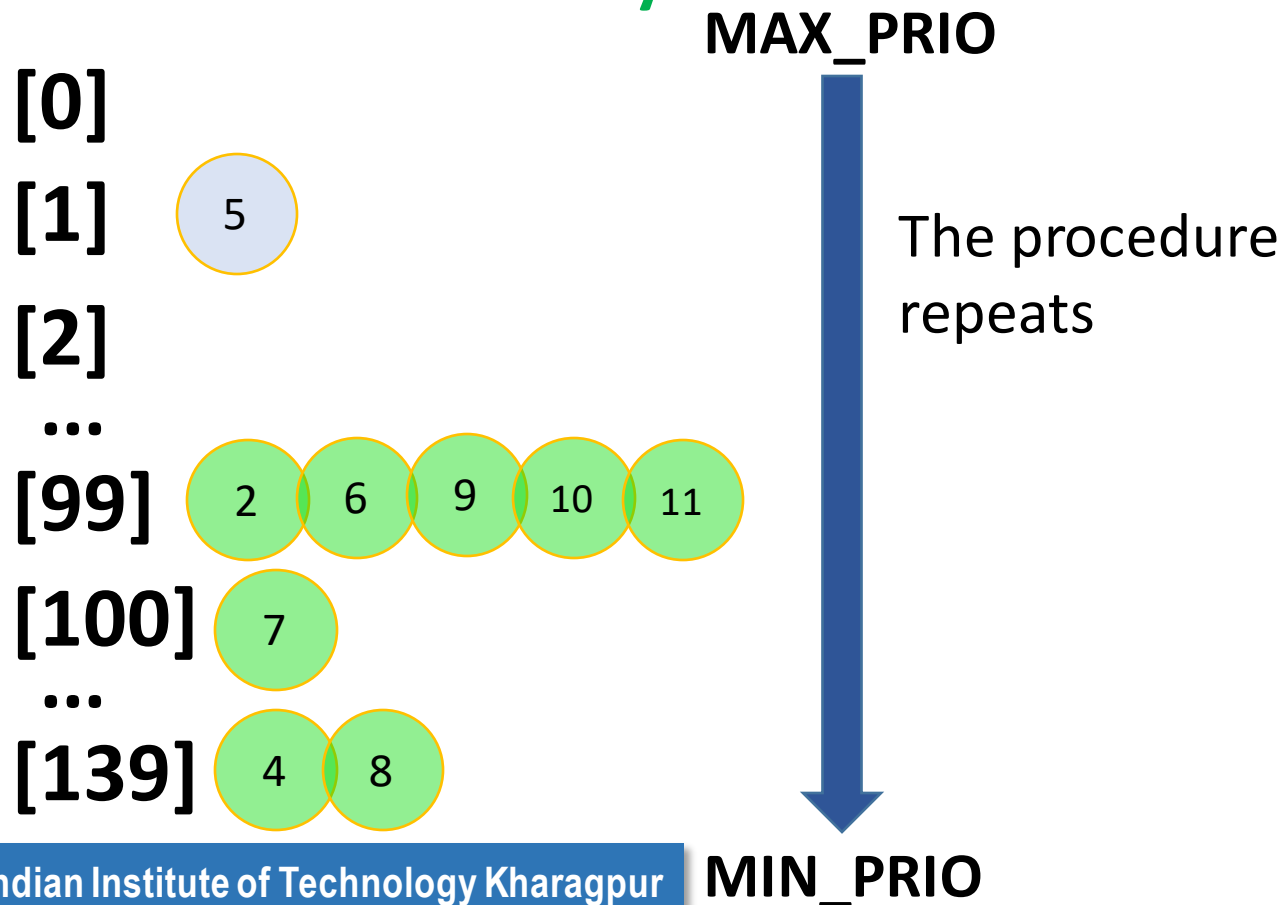 MAX_PRIO
[0]
[1] 5
The procedure
repeats
[2]
...
[99] 2 6 9 10 11
[100] 7
...
[139] 4 8
ndian Institute of Technology Kharagpur
MIN_PRIO